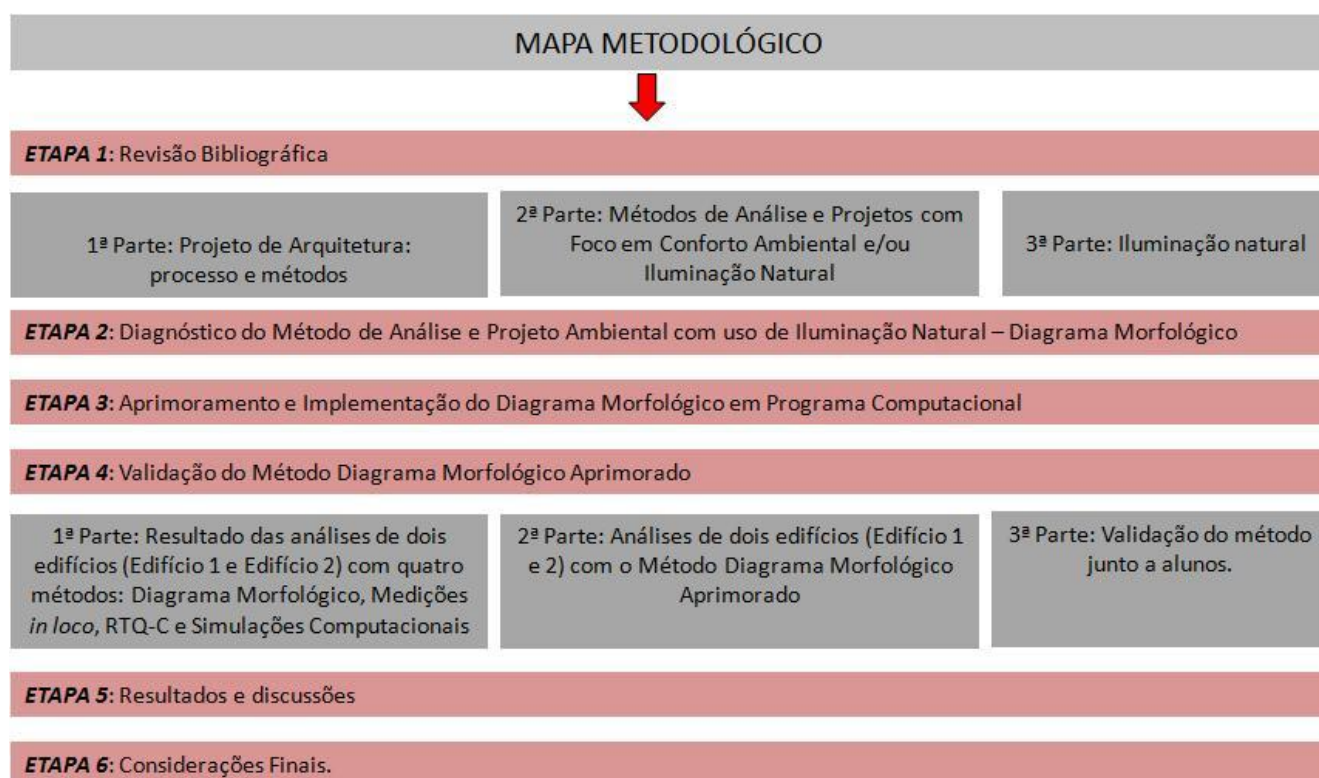 MAPA METODOLÓGICO
ETAPA 1: Revisão Bibliográfica
1ª Parte: Projeto de Arquitetura:
processo e métodos
2ª Parte: Métodos de Análise e Projetos com
Foco em Conforto Ambiental e/ou
Iluminação Natural
3ª Parte: Iluminação natural
ETAPA 2: Diagnóstico do Método de Análise e Projeto Ambiental com uso de Iluminação Natural – Diagrama Morfológico
ETAPA 3: Aprimoramento e Implementação do Diagrama Morfológico em Programa Computacional
ETAPA 4: Validação do Método Diagrama Morfológico Aprimorado
1ª Parte: Resultado das análises de dois
edifícios (Edifício 1 e Edifício 2) com quatro
métodos: Diagrama Morfológico, Medições
in loco, RTQ-C e Simulações Computacionais
2ª Parte: Análises de dois edifícios (Edifício 1
e 2) com o Método Diagrama Morfológico
Aprimorado
3ª Parte: Validação do método
junto a alunos.
ETAPA 5: Resultados e discussões
ETAPA 6: Considerações Finais.